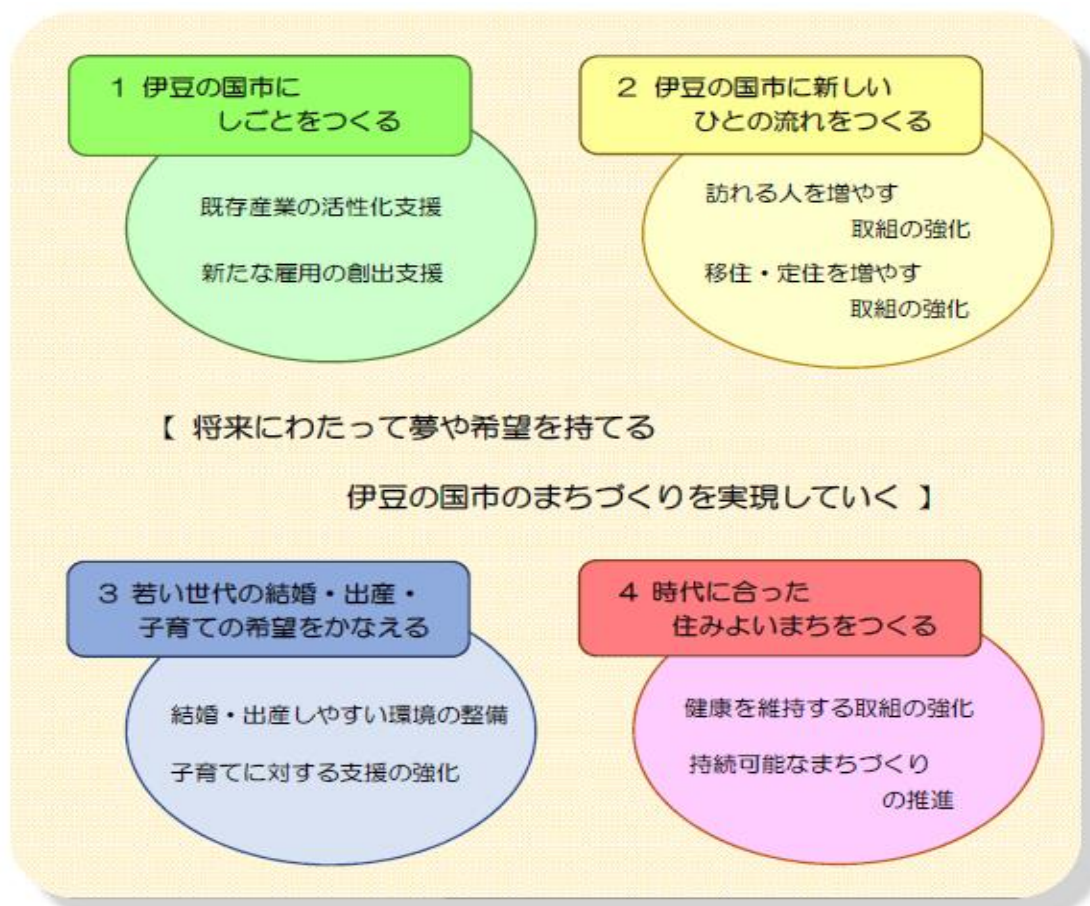 1 伊豆の国市に
しごとをつくる
既存産業の活性化支援
新たな雇用の創出支援
2 伊豆の国市に新しい
ひとの流れをつくる
訪れる人を増やす
取組の強化
移住・定住を増やす
取組の強化
【 将来にわたって夢や希望を持てる
伊豆の国市のまちづくりを実現していく 】
3 若い世代の結婚・出産・
子育ての希望をかなえる
結婚・出産しやすい環境の整備
子育てに対する支援の強化
4 時代に合った
住みよいまちをつくる
健康を維持する取組の強化
持続可能なまちづくり
の推進